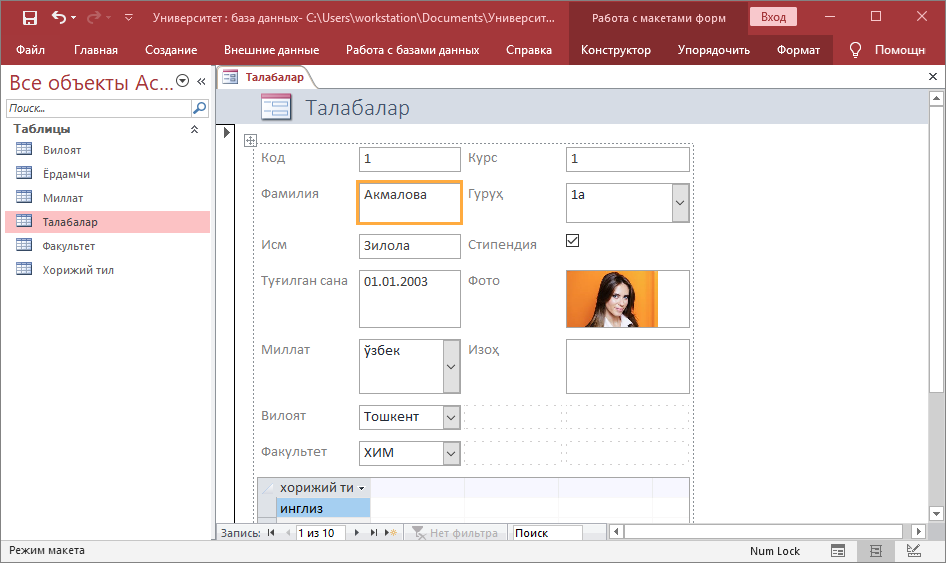 Университет : база данных- C:\Users\workstation\Documents\Университ...
Работа с макетами форм
Вход
Файл Главная Создание Внешние данные Работа с базами данных Справка Конструктор Упорядочить Формат Помощн
Все объекты Ac...
Поиск...
Таблицы
Вилоят
Ёрдамчи
Миллат
Талабалар
Факультет
Хорижий тил
Талабалар
Талабалар
Код 1 Курс 1
Фамилия Акмалова Гуруҳ 1а
Исм Зилола Стипендия
Туғилган сана 01.01.2003 Фото
Миллат ўзбек Изоҳ
Вилоят Тошкент
Факультет ХИМ
хорижий ти
инглиз
Запись: 1 из 10 Нет фильтра Поиск
Режим макета Num Lock